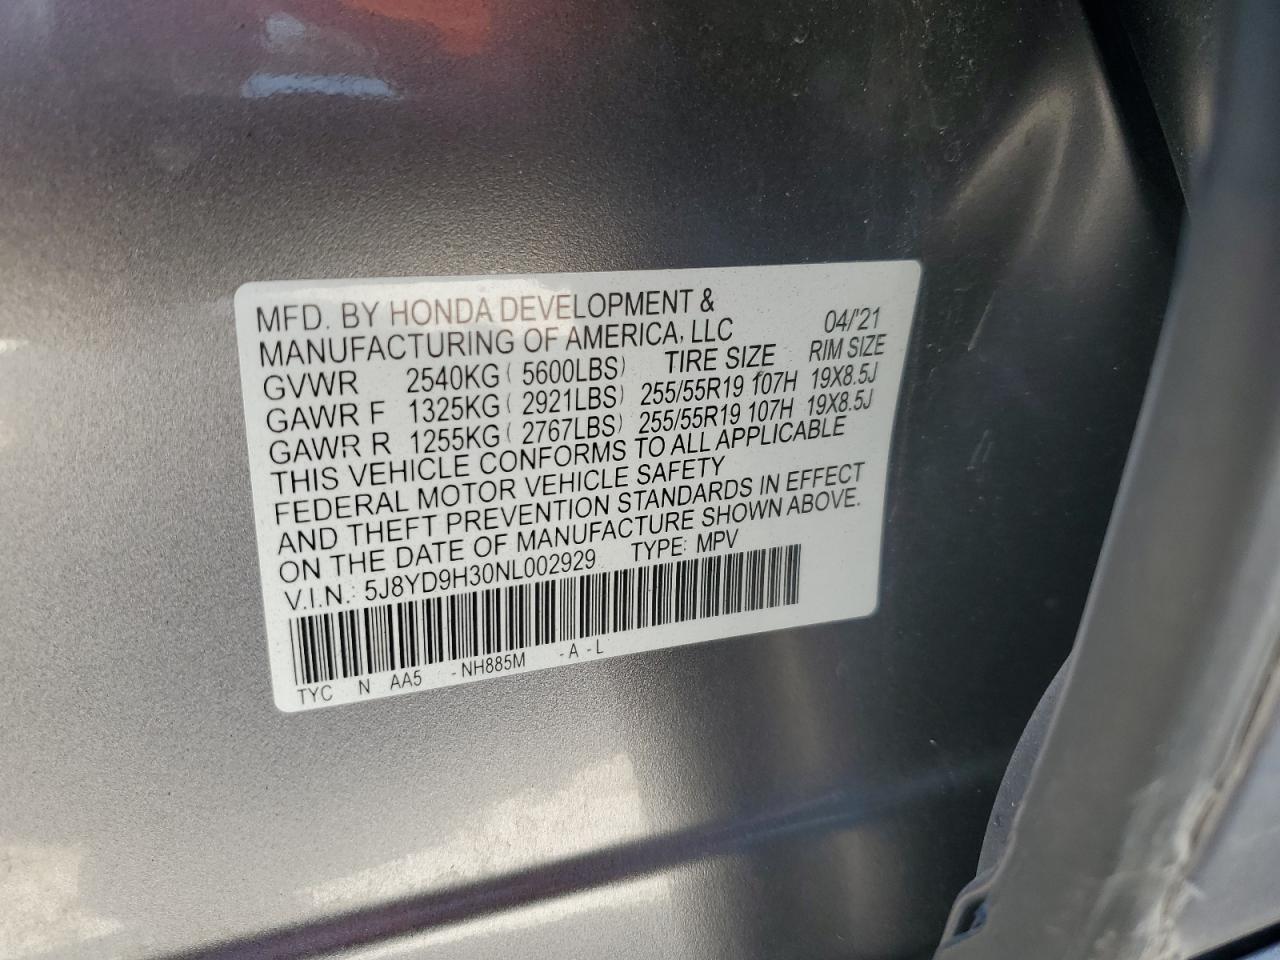 MFD. BY HONDA DEVELOPMENT &
MANUFACTURING OF AMERICA, LLC 04/'21
GVWR 2540KG ( 5600LBS) TIRE SIZE RIM SIZE
GAWR F 1325KG ( 2921LBS) 255/55R19 107H 19X8.5J
GAWR R 1255KG ( 2767LBS) 255/55R19 107H 19X8.5J
THIS VEHICLE CONFORMS TO ALL APPLICABLE
FEDERAL MOTOR VEHICLE SAFETY
AND THEFT PREVENTION STANDARDS IN EFFECT
ON THE DATE OF MANUFACTURE SHOWN ABOVE.
V.I.N.: 5J8YD9H30NL002929 TYPE: MPV
TYC N AA5 -NH885M -A -L